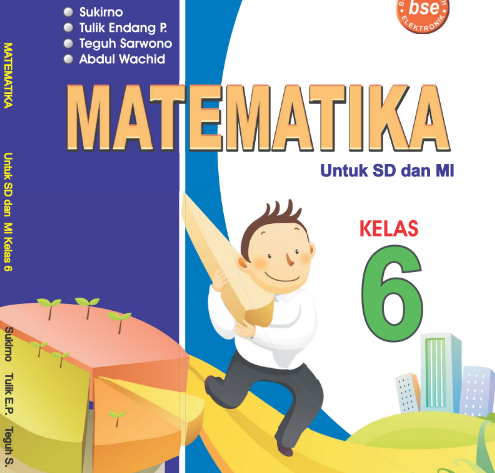 Sukirno
Tulik Endang P.
Teguh Sarwono
Abdul Wachid
bse
ELEKTRONIK
MATEMATIKA
Untuk SD dan MI
KELAS
6
MATEMATIKA
Untuk SD dan MI Kelas 6
Sukirno Tulik E.P. Teguh S.